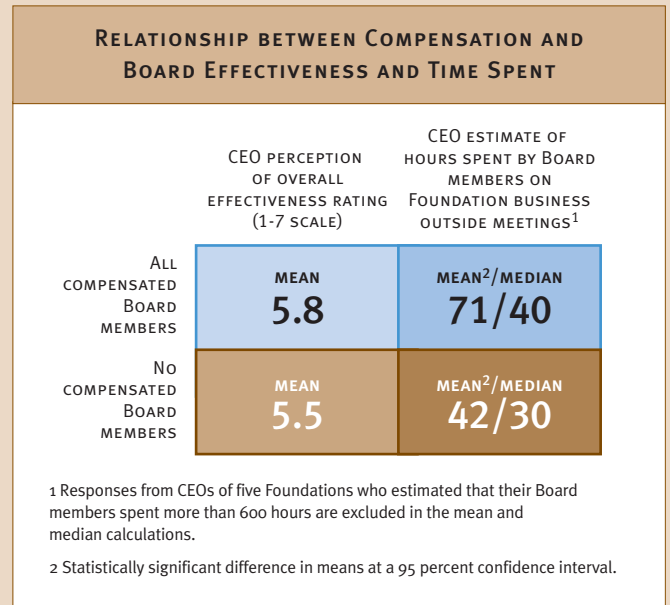 Relationship between Compensation and
Board Effectiveness and Time Spent
CEO perception
of overall
effectiveness rating
(1-7 scale)
CEO estimate of
hours spent by Board
members on
Foundation business
outside meetings1
All
compensated
Board
members
mean
5.8
mean2/median
71/40
No
compensated
Board
members
mean
5.5
mean2/median
42/30
1 Responses from CEOs of five Foundations who estimated that their Board
members spent more than 600 hours are excluded in the mean and
median calculations.
2 Statistically significant difference in means at a 95 percent confidence interval.